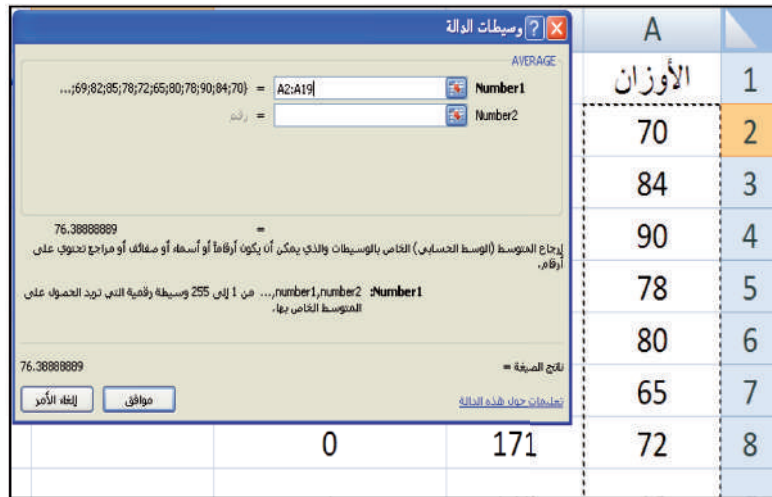 وسيطات الدالة
AVERAGE
Number1 A2:A19 = {70;84;90;78;80;65;72;78;85;82;69;...
Number2 = رقم
= 76.38888889
إرجاع المتوسط (الوسط الحسابي) الخاص بالوسيطات والذي يمكن أن يكون أرقاماً أو أسماء أو صفائف أو مراجع تحتوي على
أرقام.
Number1: number1,number2,... من 1 إلى 255 وسيطة رقمية التي تريد الحصول على
المتوسط الخاص بها.
ناتج الصيغة = 76.38888889
تعليمات حول هذه الدالة
موافق
إلغاء الأمر
A
1 الأوزان
2 70
3 84
4 90
5 78
6 80
7 65
8 72 171 0